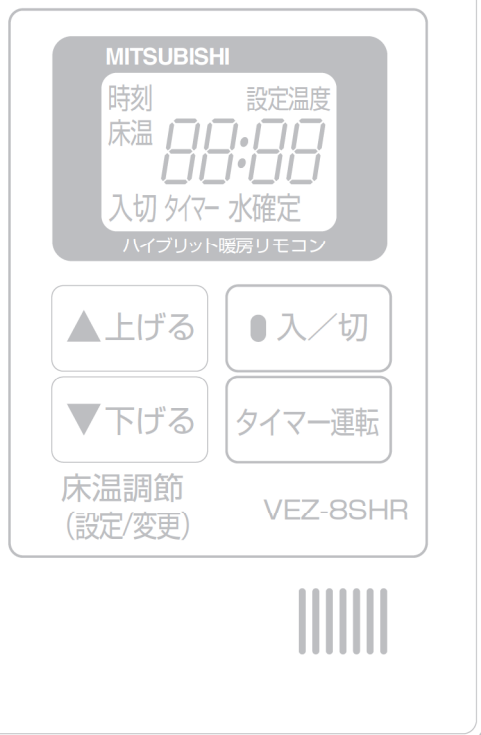 MITSUBISHI
時刻 設定温度
床温 88:88
入切 タイマー 水確定
ハイブリット暖房リモコン
▲上げる
入／切
▼下げる
タイマー運転
床温調節
(設定/変更)
VEZ-8SHR